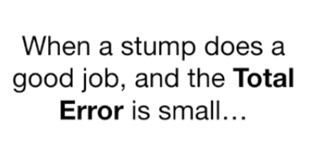 When a stump does a
good job, and the Total
Error is small...